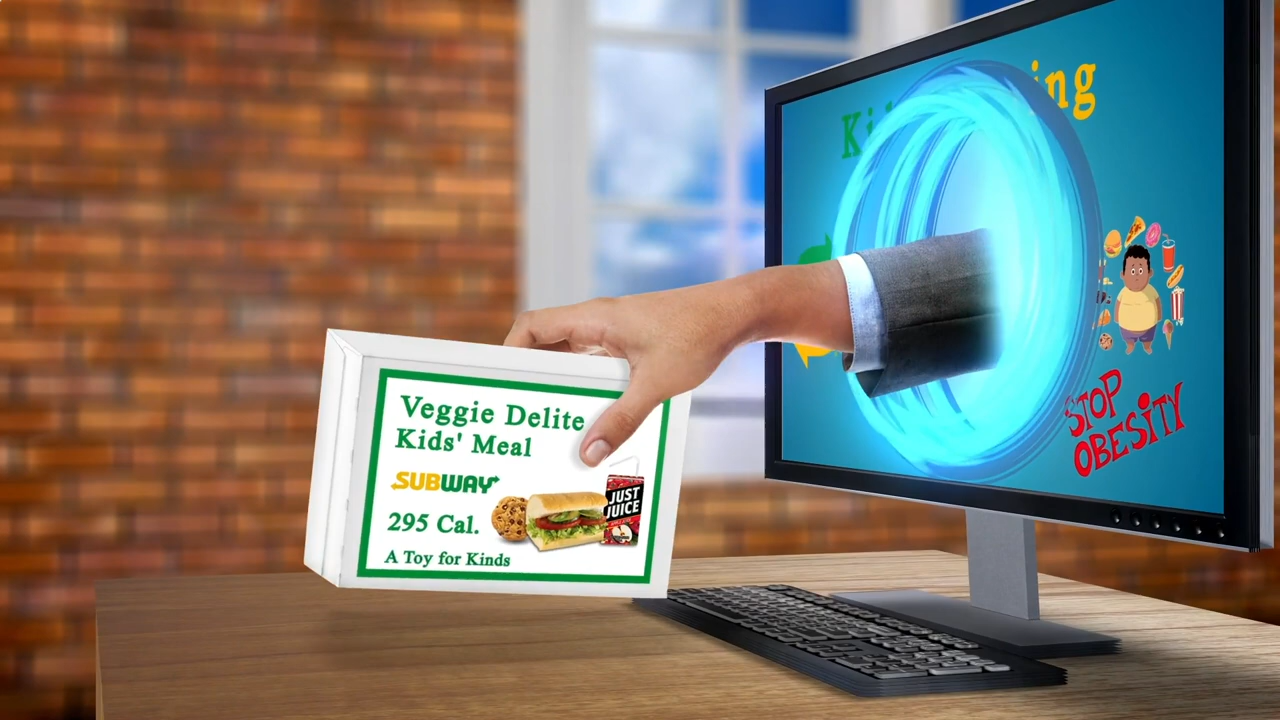 Veggie Delite
Kids' Meal
SUBWAY
295 Cal.
JUST
JUICE
A Toy for Kinds
STOP
OBESITY